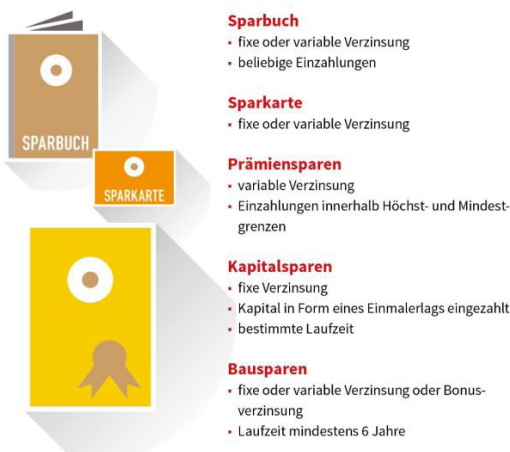 Sparbuch
▪ fixe oder variable Verzinsung
▪ beliebige Einzahlungen
Sparkarte
▪ fixe oder variable Verzinsung
Prämiensparen
▪ variable Verzinsung
▪ Einzahlungen innerhalb Höchst- und Mindest-
grenzen
Kapitalsparen
▪ fixe Verzinsung
▪ Kapital in Form eines Einmalerlags eingezahlt
▪ bestimmte Laufzeit
Bausparen
▪ fixe oder variable Verzinsung oder Bonus-
verzinsung
▪ Laufzeit mindestens 6 Jahre
SPARBUCH
SPARKARTE